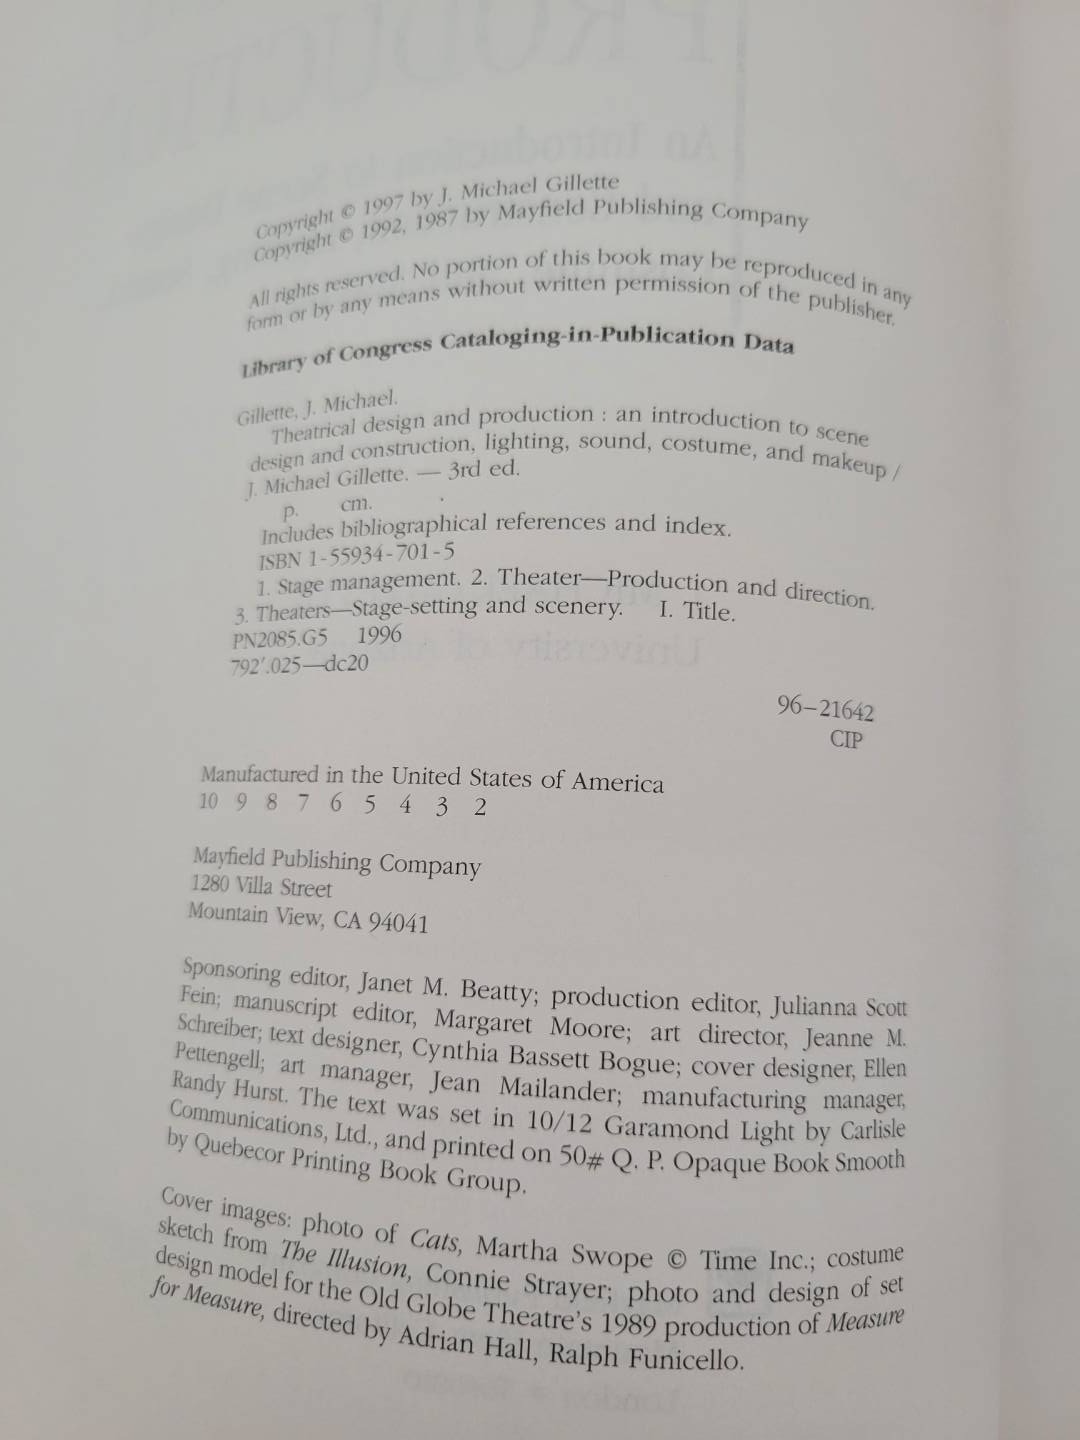 Copyright © 1997 by J. Michael Gillette
Copyright © 1992, 1987 by Mayfield Publishing Company
All rights reserved. No portion of this book may be reproduced in any
form or by any means without written permission of the publisher.
Library of Congress Cataloging-in-Publication Data
Gillette, J. Michael.
Theatrical design and production : an introduction to scene
design and construction, lighting, sound, costume, and makeup /
J. Michael Gillette. — 3rd ed.
p. cm.
Includes bibliographical references and index.
ISBN 1-55934-701-5
1. Stage management. 2. Theater—Production and direction.
3. Theaters—Stage-setting and scenery. I. Title.
PN2085.G5 1996
792'.025—dc20
96–21642
CIP
Manufactured in the United States of America
10 9 8 7 6 5 4 3 2
Mayfield Publishing Company
1280 Villa Street
Mountain View, CA 94041
Sponsoring editor, Janet M. Beatty; production editor, Julianna Scott
Fein; manuscript editor, Margaret Moore; art director, Jeanne M.
Schreiber; text designer, Cynthia Bassett Bogue; cover designer, Ellen
Pettengell; art manager, Jean Mailander; manufacturing manager,
Randy Hurst. The text was set in 10/12 Garamond Light by Carlisle
Communications, Ltd., and printed on 50# Q. P. Opaque Book Smooth
by Quebecor Printing Book Group.
Cover images: photo of Cats, Martha Swope © Time Inc.; costume
sketch from The Illusion, Connie Strayer; photo and design of set
design model for the Old Globe Theatre's 1989 production of Measure
for Measure, directed by Adrian Hall, Ralph Funicello.